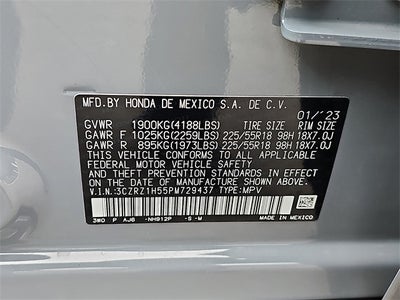 MFD.BY HONDA DE MEXICO S.A. DE C.V.
01/'23
GVWR 1900KG(4188LBS) TIRE SIZE RIM SIZE
GAWR F 1025KG(2259LBS) 225/55R18 98H 18X7.0J
GAWR R 895KG(1973LBS) 225/55R18 98H 18X7.0J
THIS VEHICLE CONFORMS TO ALL APPLICABLE
FEDERAL MOTOR VEHICLE SAFETY AND
THEFT PREVENTION STANDARDS IN EFFECT ON
THE DATE OF MANUFACTURE SHOWN ABOVE.
V.I.N.:3CZRZ1H55PM729437 TYPE:MPV
3W0 P AJ6 -NH912P -S -M
MADE IN
MEXICO